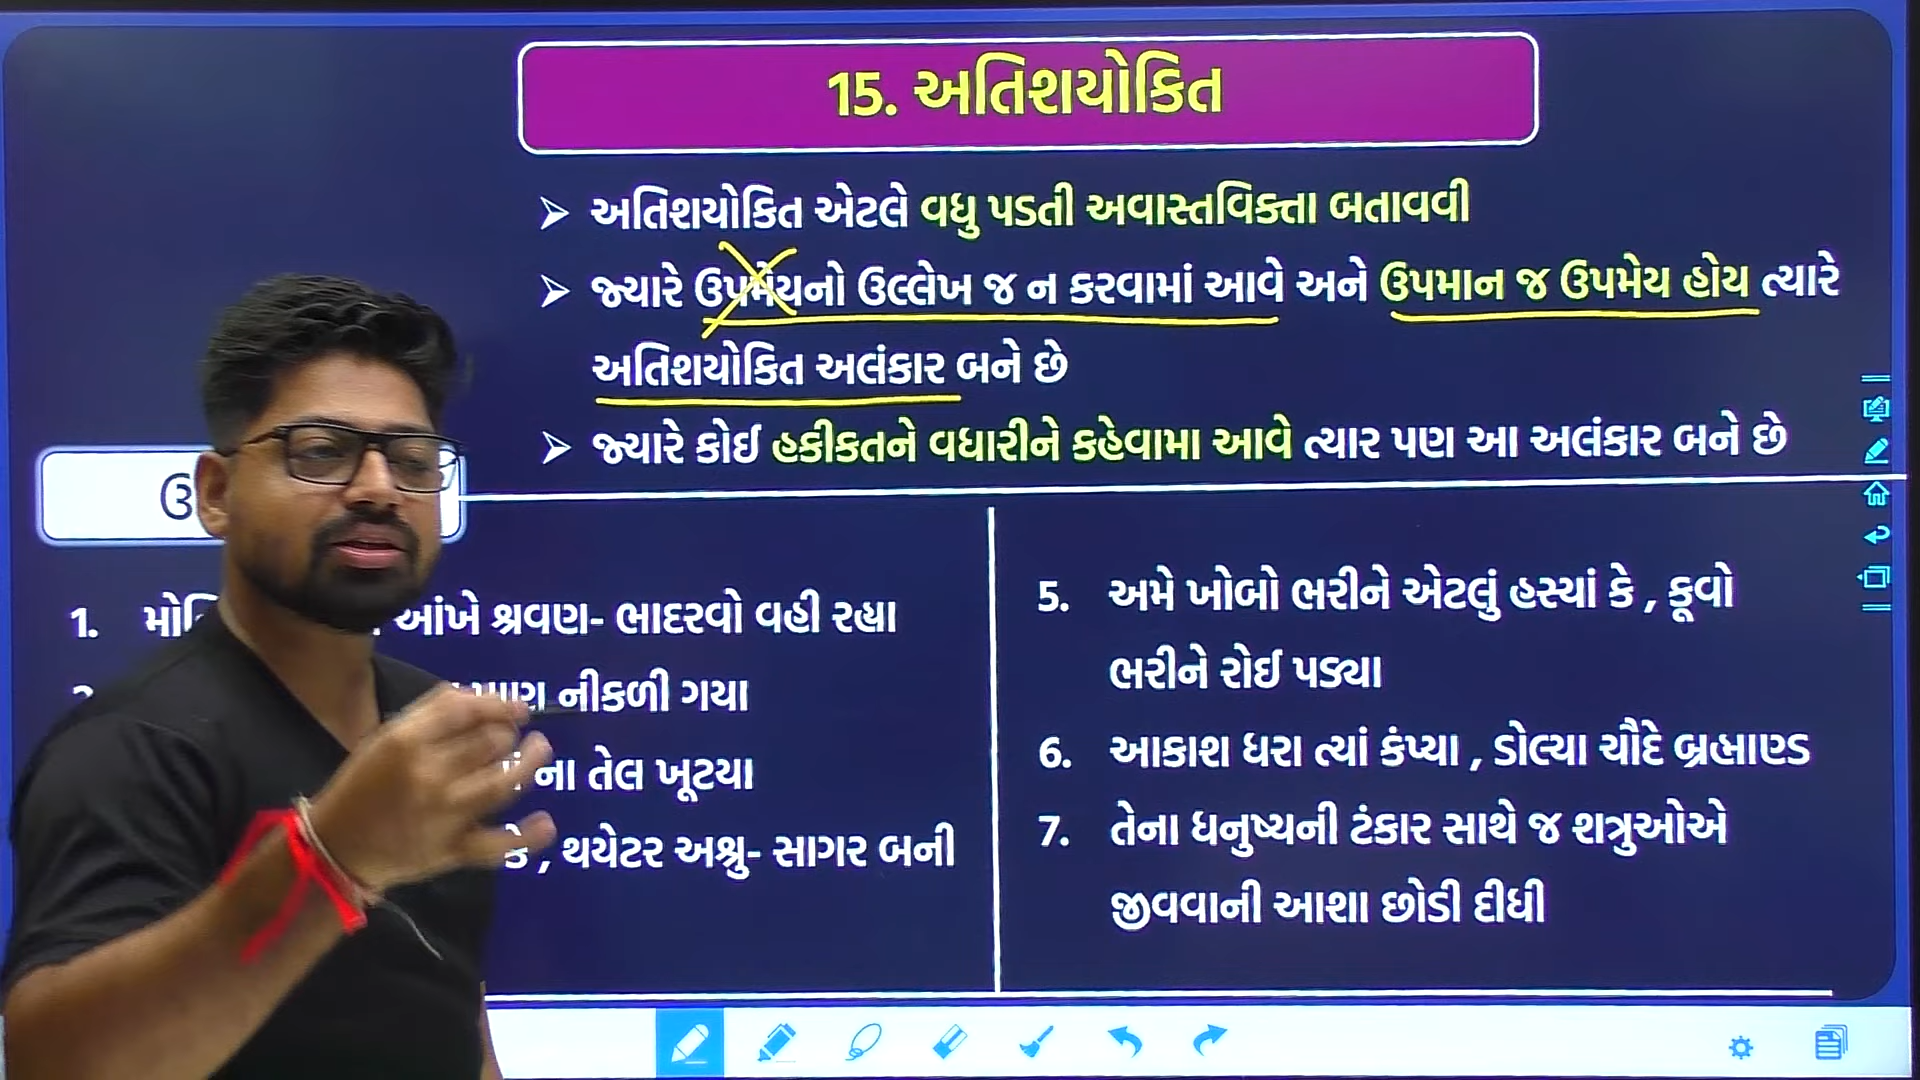 15. અતિશયોકિત
➢ અતિશયોકિત એટલે વધુ પડતી અવાસ્તવિક્તા બતાવવી
➢ જ્યારે ઉપમેયનો ઉલ્લેખ જ ન કરવામાં આવે અને ઉપમાન જ ઉપમેય હોય ત્યારે
અતિશયોકિત અલંકાર બને છે
➢ જ્યારે કોઈ હકીકતને વધારીને કહેવામા આવે ત્યાર પણ આ અલંકાર બને છે
1. આંખે શ્રવણ- ભાદરવો વહી રહ્યા
નીકળી ગયા
ના તેલ ખૂટયા
કે , થયેટર અશ્રુ- સાગર બની
5. અમે ખોબો ભરીને એટલું હસ્યાં કે , કૂવો
ભરીને રોઈ પડ્યા
6. આકાશ ધરા ત્યાં કંપ્યા , ડોલ્યા ચૌદે બ્રહ્માણ્ડ
7. તેના ધનુષ્યની ટંકાર સાથે જ શત્રુઓએ
જીવવાની આશા છોડી દીધી